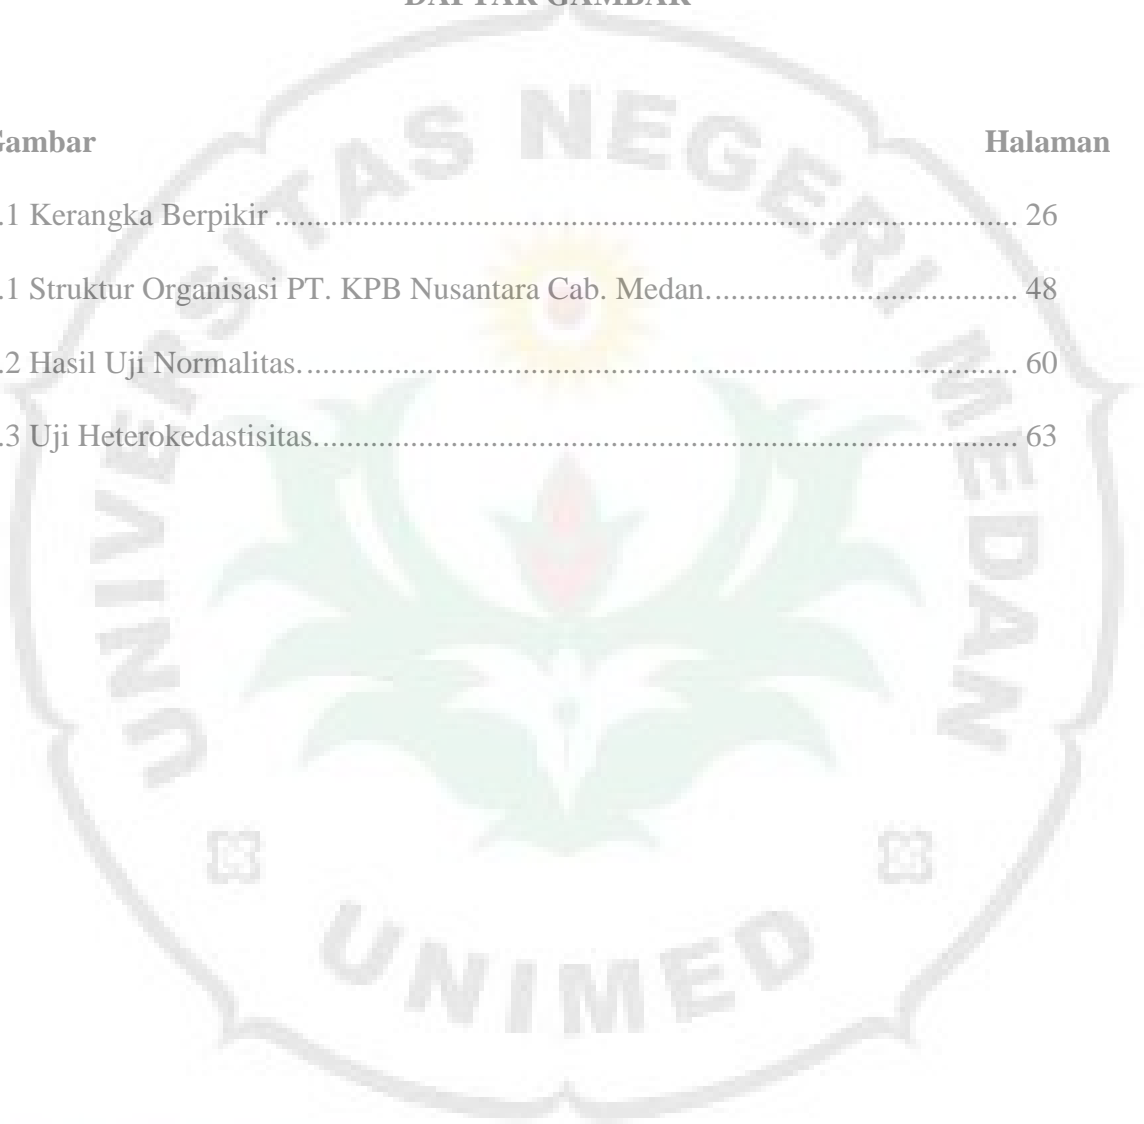 DAFTAR GAMBAR
Gambar Halaman
.1 Kerangka Berpikir ........................................................................................... 26
.1 Struktur Organisasi PT. KPB Nusantara Cab. Medan. ...................................... 48
.2 Hasil Uji Normalitas. ....................................................................................... 60
.3 Uji Heterokedastisitas. ..................................................................................... 63
UNIVERSITAS NEGERI MEDAN
UNIMED